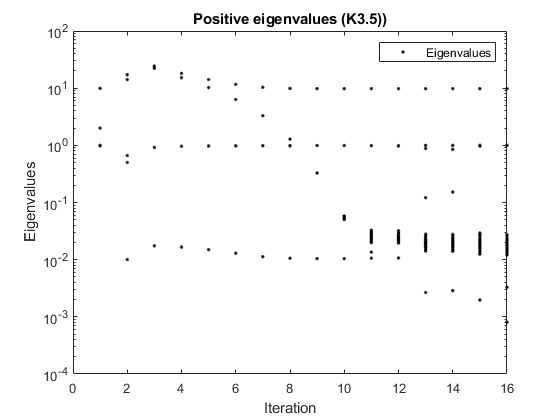 Positive eigenvalues (K3.5))
Eigenvalues
10^2
10^1
10^0
10^-1
10^-2
10^-3
10^-4
Eigenvalues
0 2 4 6 8 10 12 14 16
Iteration